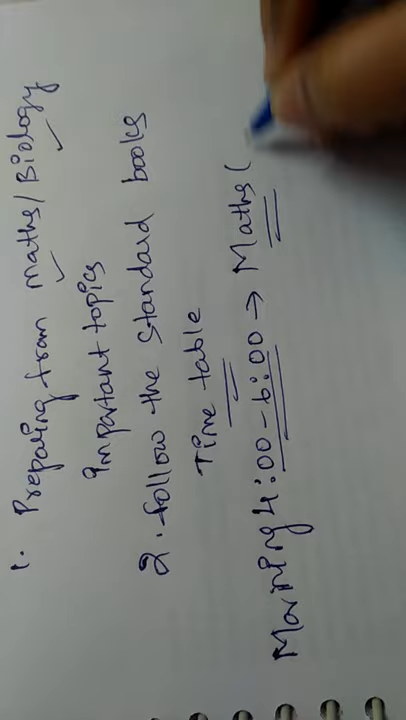 1. Preparing from maths/Biology
important topics
2. follow the standard books
Time table
Morning 4:00-6:00 → Maths (